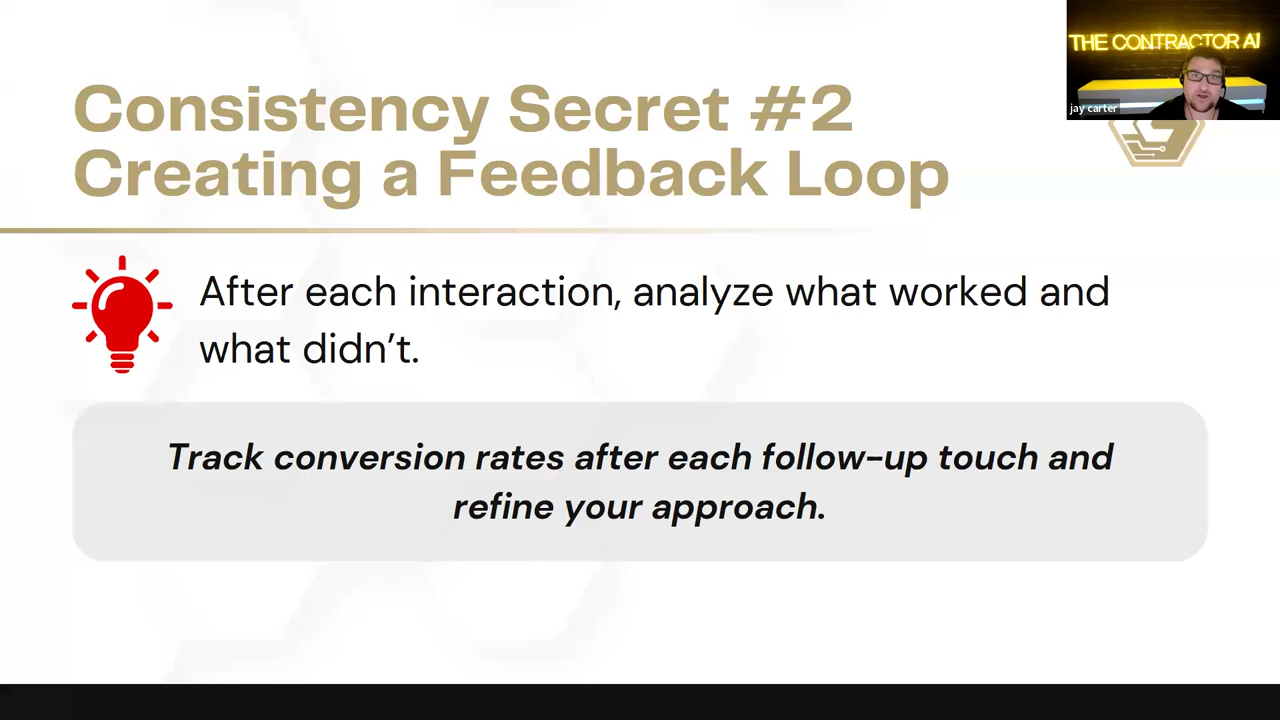 THE CONTRACTOR AI
jay carter
Consistency Secret #2
Creating a Feedback Loop
After each interaction, analyze what worked and
what didn’t.
Track conversion rates after each follow-up touch and
refine your approach.